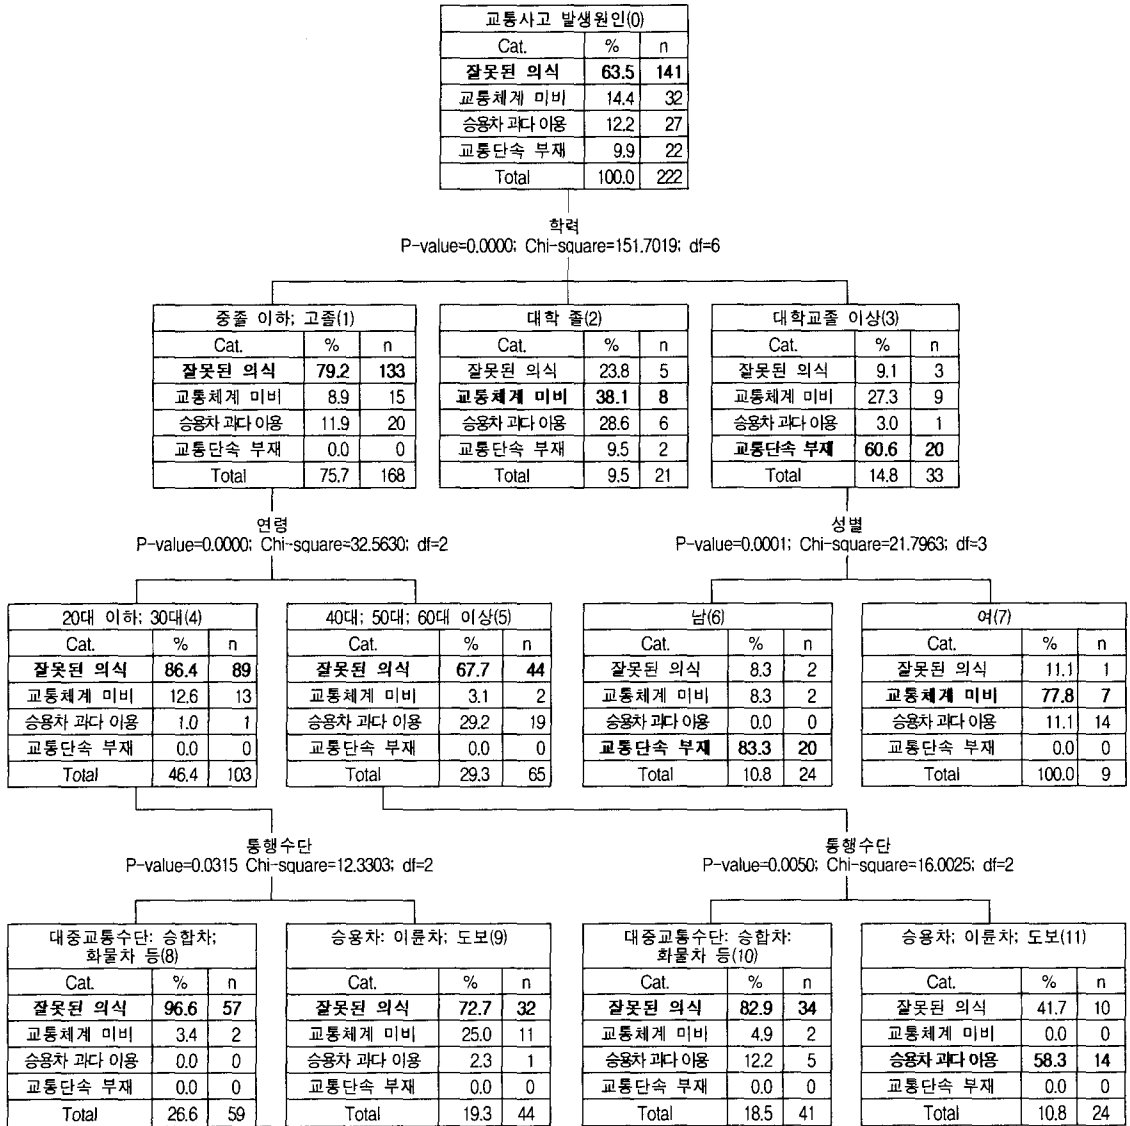 교통사고 발생원인(0)
Cat. % n
잘못된 의식 63.5 141
교통체계 미비 14.4 32
승용차 과다 이용 12.2 27
교통단속 부재 9.9 22
Total 100.0 222
학력
P-value=0.0000; Chi-square=151.7019; df=6
중졸 이하; 고졸(1)
Cat. % n
잘못된 의식 79.2 133
교통체계 미비 8.9 15
승용차 과다 이용 11.9 20
교통단속 부재 0.0 0
Total 75.7 168
대학 졸(2)
Cat. % n
잘못된 의식 23.8 5
교통체계 미비 38.1 8
승용차 과다 이용 28.6 6
교통단속 부재 9.5 2
Total 9.5 21
대학교졸 이상(3)
Cat. % n
잘못된 의식 9.1 3
교통체계 미비 27.3 9
승용차 과다 이용 3.0 1
교통단속 부재 60.6 20
Total 14.8 33
연령
P-value=0.0000; Chi-square=32.5630; df=2
성별
P-value=0.0001; Chi-square=21.7963; df=3
20대 이하; 30대(4)
Cat. % n
잘못된 의식 86.4 89
교통체계 미비 12.6 13
승용차 과다 이용 1.0 1
교통단속 부재 0.0 0
Total 46.4 103
40대; 50대; 60대 이상(5)
Cat. % n
잘못된 의식 67.7 44
교통체계 미비 3.1 2
승용차 과다 이용 29.2 19
교통단속 부재 0.0 0
Total 29.3 65
남(6)
Cat. % n
잘못된 의식 8.3 2
교통체계 미비 8.3 2
승용차 과다 이용 0.0 0
교통단속 부재 83.3 20
Total 10.8 24
여(7)
Cat. % n
잘못된 의식 11.1 1
교통체계 미비 77.8 7
승용차 과다 이용 11.1 14
교통단속 부재 0.0 0
Total 100.0 9
통행수단
P-value=0.0315 Chi-square=12.3303; df=2
통행수단
P-value=0.0050; Chi-square=16.0025; df=2
대중교통수단: 승합차;
화물차 등(8)
Cat. % n
잘못된 의식 96.6 57
교통체계 미비 3.4 2
승용차 과다 이용 0.0 0
교통단속 부재 0.0 0
Total 26.6 59
승용차: 이륜차; 도보(9)
Cat. % n
잘못된 의식 72.7 32
교통체계 미비 25.0 11
승용차 과다 이용 2.3 1
교통단속 부재 0.0 0
Total 19.3 44
대중교통수단: 승합차:
화물차 등(10)
Cat. % n
잘못된 의식 82.9 34
교통체계 미비 4.9 2
승용차 과다 이용 12.2 5
교통단속 부재 0.0 0
Total 18.5 41
승용차; 이륜차; 도보(11)
Cat. % n
잘못된 의식 41.7 10
교통체계 미비 0.0 0
승용차 과다 이용 58.3 14
교통단속 부재 0.0 0
Total 10.8 24